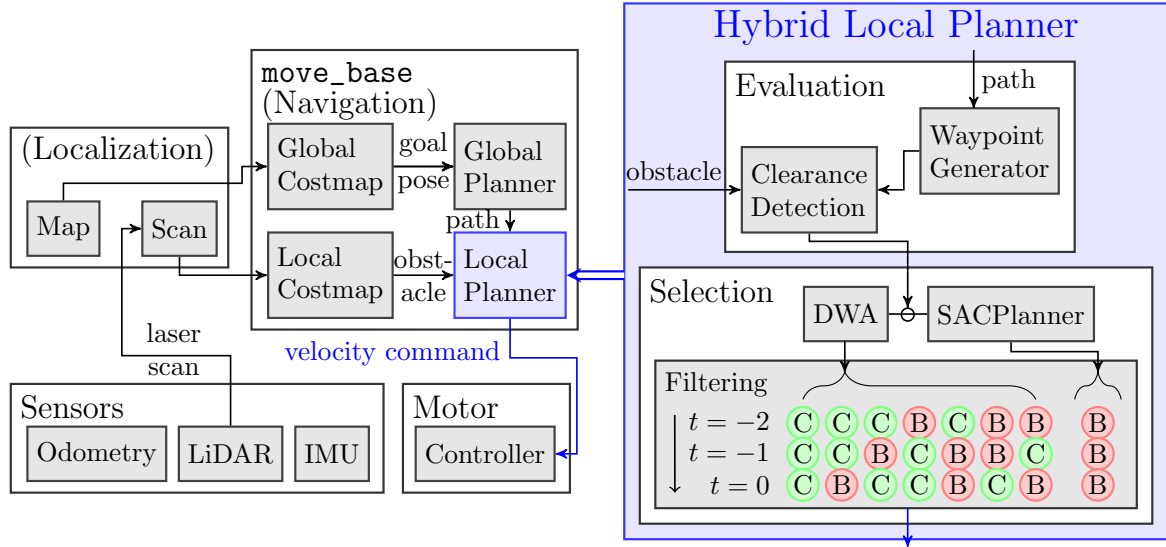 Hybrid Local Planner
move_base
(Navigation)
(Localization)
Map
Scan
Global
Costmap
goal
pose
Global
Planner
path
Local
Costmap
obst-
acle
Local
Planner
velocity command
laser
scan
Sensors
Odometry
LiDAR
IMU
Motor
Controller
Evaluation
path
Waypoint
Generator
obstacle
Clearance
Detection
Selection
DWA
SACPlanner
Filtering
t = −2 C C C B C B B B
t = −1 C C B C B B C B
t = 0 C B C C B C B B